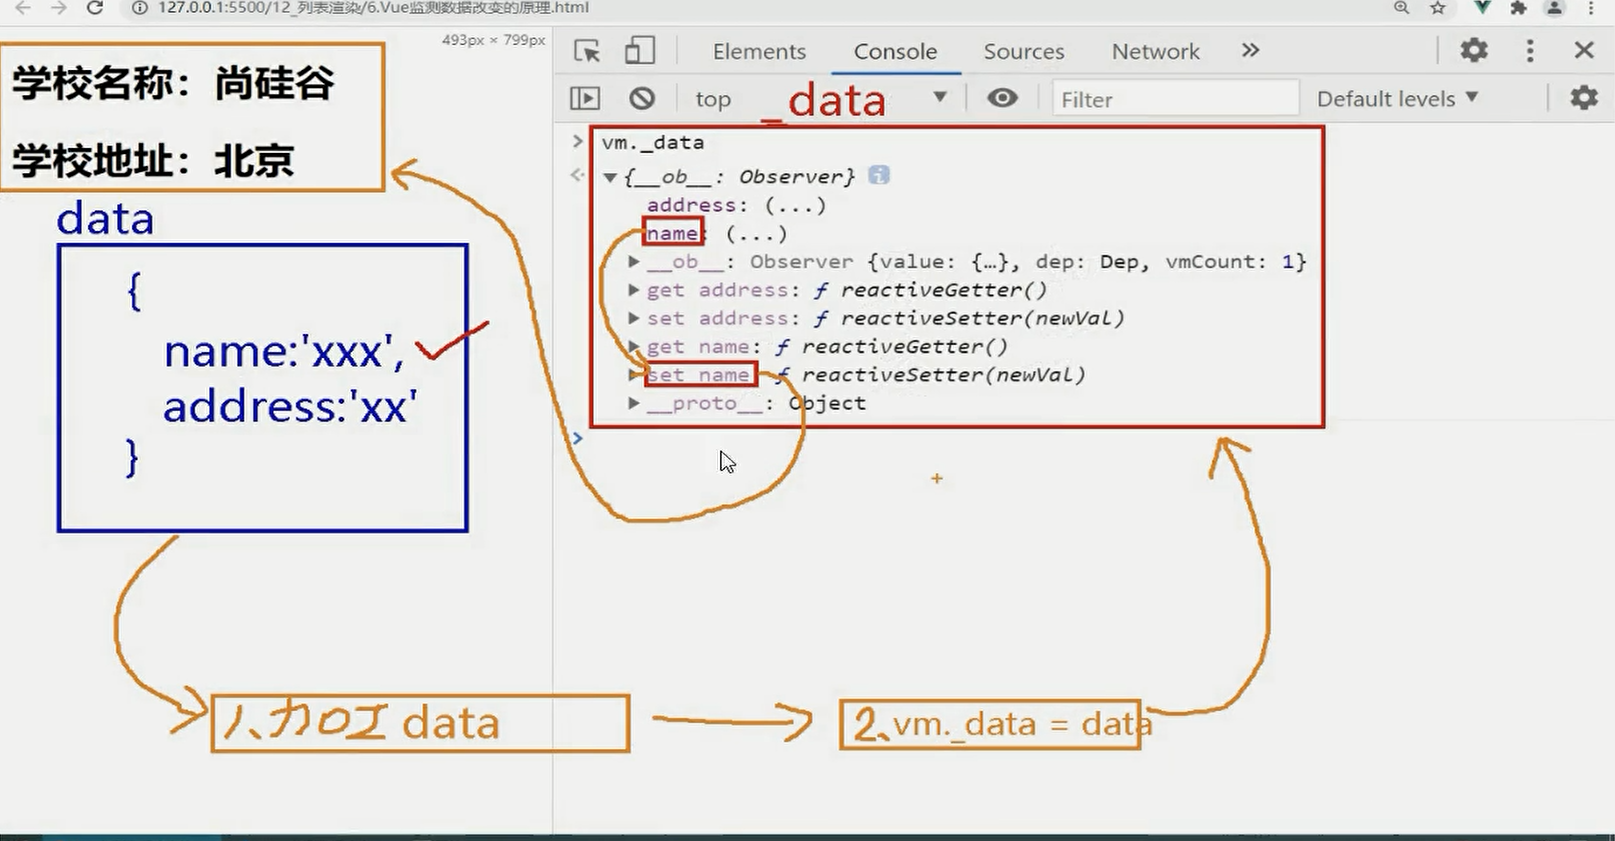 127.0.0.1:5500/12_列表渲染/6.Vue监测数据改变的原理.html
493px × 799px
学校名称：尚硅谷
学校地址：北京
data
{
name:'xxx',
address:'xx'
}
1、加工 data
2、vm._data = data
Elements Console Sources Network »
top _data Filter Default levels ▼
> vm._data
{__ob__: Observer} i
address: (...)
name: (...)
__ob__: Observer {value: {…}, dep: Dep, vmCount: 1}
get address: ƒ reactiveGetter()
set address: ƒ reactiveSetter(newVal)
get name: ƒ reactiveGetter()
set name ƒ reactiveSetter(newVal)
__proto__: Object
>